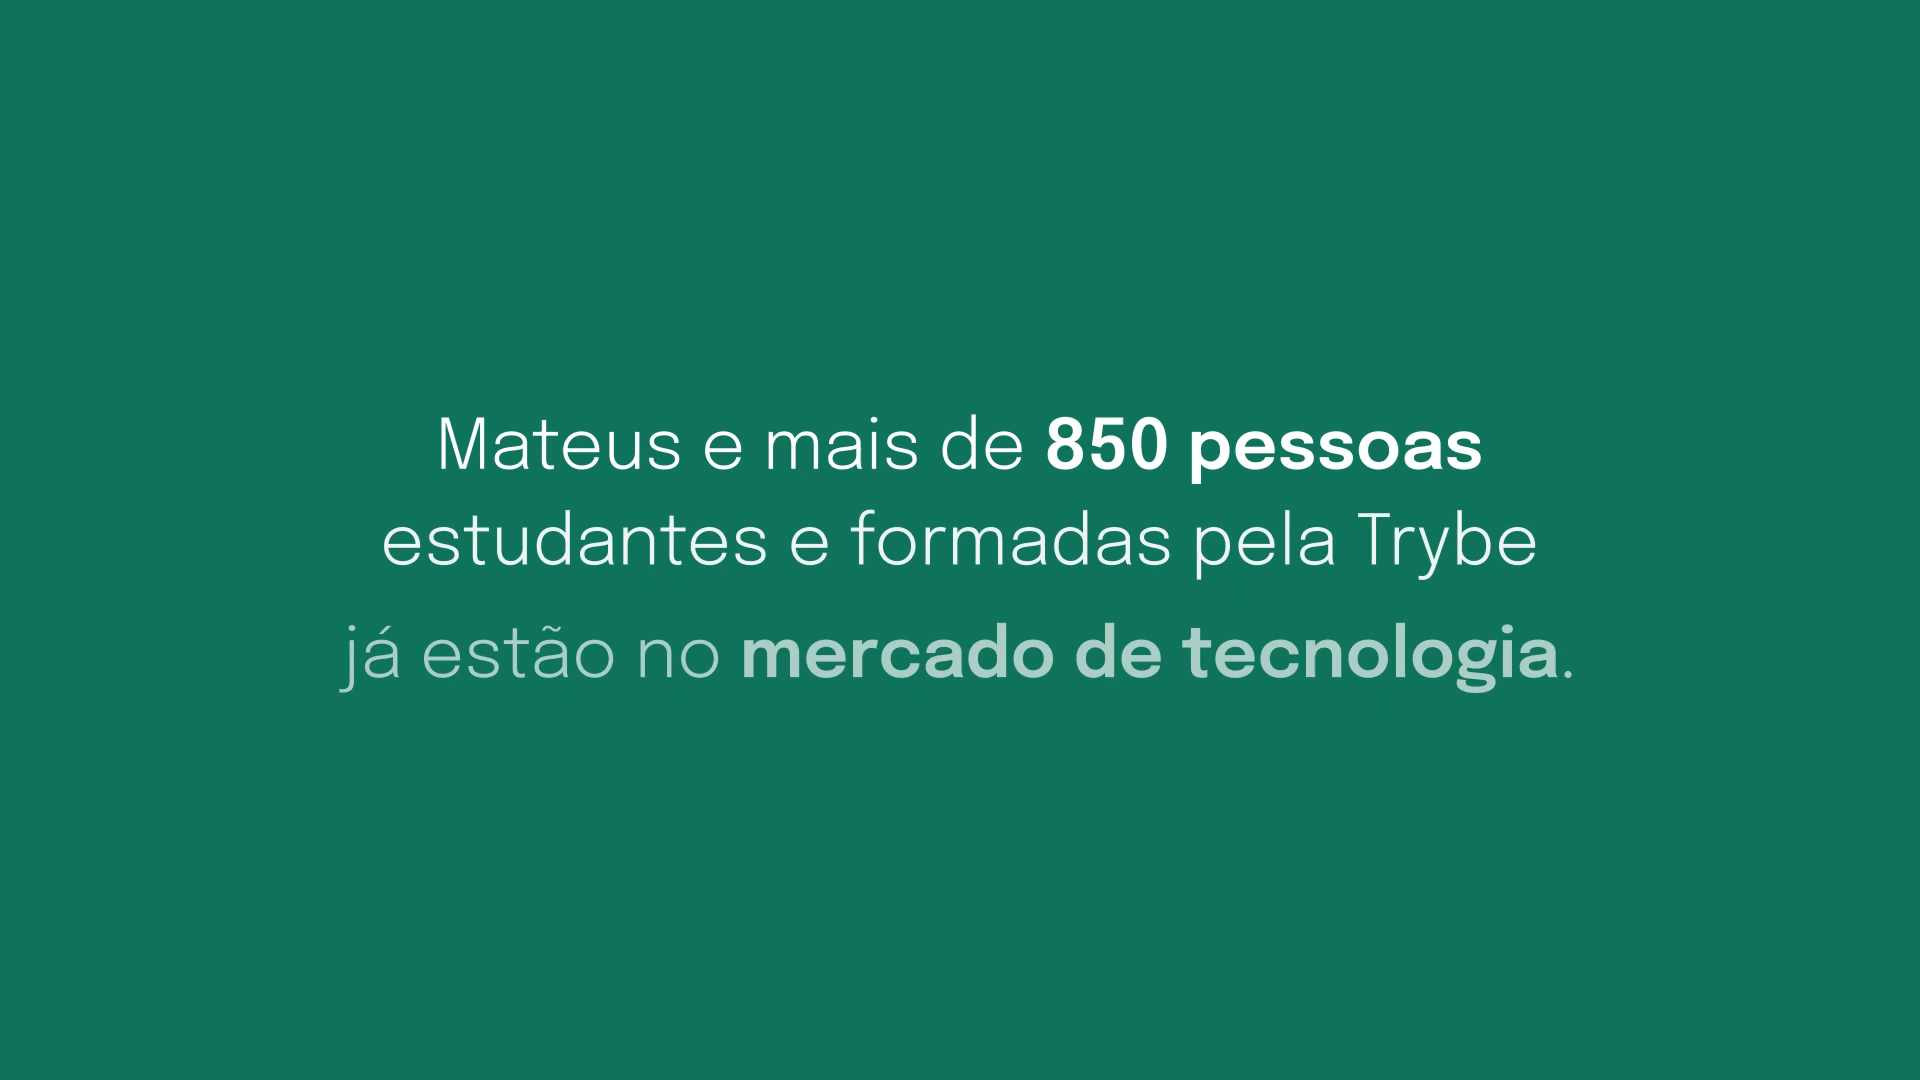 Mateus e mais de 850 pessoas
estudantes e formadas pela Trybe
já estão no mercado de tecnologia.